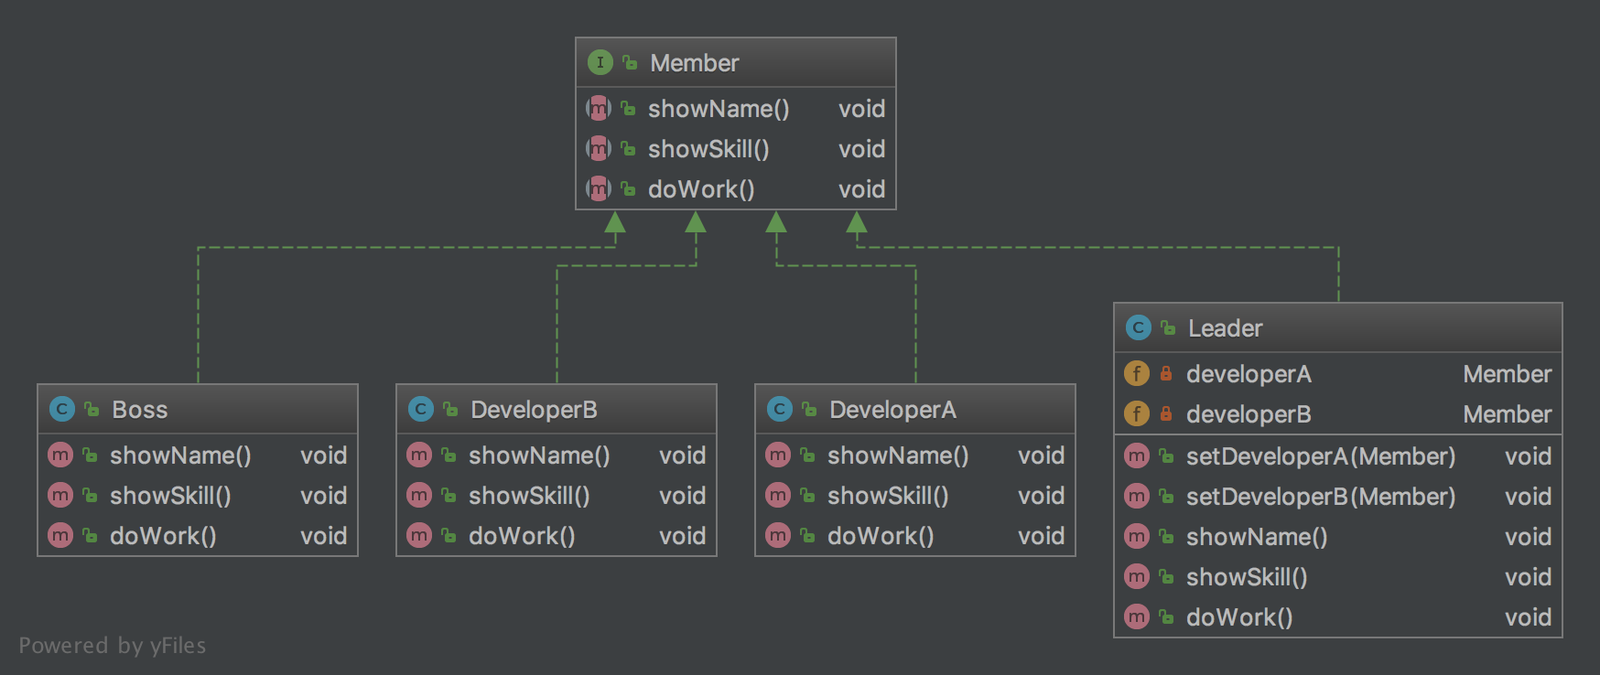 I Member
m showName() void
m showSkill() void
m doWork() void
C Boss
m showName() void
m showSkill() void
m doWork() void
C DeveloperB
m showName() void
m showSkill() void
m doWork() void
C DeveloperA
m showName() void
m showSkill() void
m doWork() void
C Leader
f developerA Member
f developerB Member
m setDeveloperA(Member) void
m setDeveloperB(Member) void
m showName() void
m showSkill() void
m doWork() void
Powered by yFiles